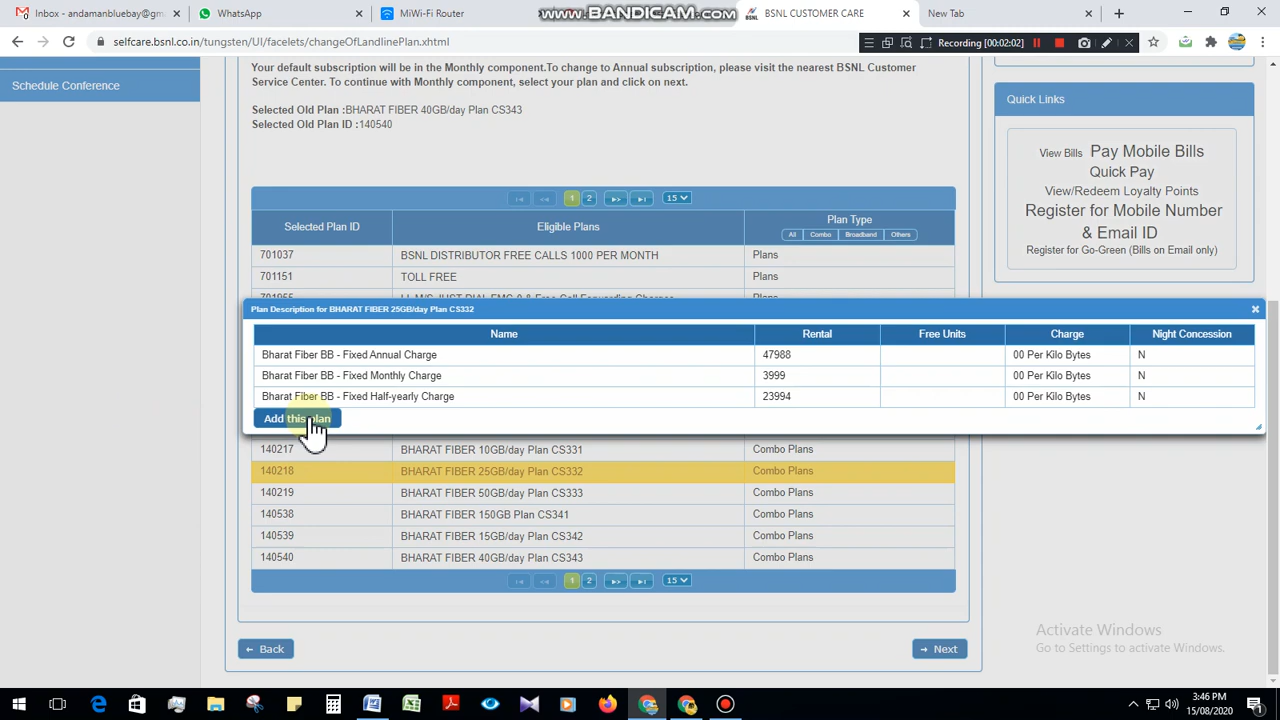 Inbox - andamanbluebay@gm
WhatsApp
MiWi-Fi Router
www.BANDICAM.com
BSNL CUSTOMER CARE
New Tab
selfcare.bsnl.co.in/tungsten/UI/facelets/changeOfLandlinePlan.xhtml
Recording [00:02:02]
Schedule Conference
Your default subscription will be in the Monthly component.To change to Annual subscription, please visit the nearest BSNL Customer
Service Center. To continue with Monthly component, select your plan and click on next.
Selected Old Plan :BHARAT FIBER 40GB/day Plan CS343
Selected Old Plan ID :140540
Quick Links
View Bills Pay Mobile Bills
Quick Pay
View/Redeem Loyalty Points
Register for Mobile Number
& Email ID
Register for Go-Green (Bills on Email only)
1 2 15
Selected Plan ID Eligible Plans Plan Type
All Combo Broadband Others
701037 BSNL DISTRIBUTOR FREE CALLS 1000 PER MONTH Plans
701151 TOLL FREE Plans
Plan Description for BHARAT FIBER 25GB/day Plan CS332
Name Rental Free Units Charge Night Concession
Bharat Fiber BB - Fixed Annual Charge 47988 00 Per Kilo Bytes N
Bharat Fiber BB - Fixed Monthly Charge 3999 00 Per Kilo Bytes N
Bharat Fiber BB - Fixed Half-yearly Charge 23994 00 Per Kilo Bytes N
Add this plan
140217 BHARAT FIBER 10GB/day Plan CS331 Combo Plans
140218 BHARAT FIBER 25GB/day Plan CS332 Combo Plans
140219 BHARAT FIBER 50GB/day Plan CS333 Combo Plans
140538 BHARAT FIBER 150GB Plan CS341 Combo Plans
140539 BHARAT FIBER 15GB/day Plan CS342 Combo Plans
140540 BHARAT FIBER 40GB/day Plan CS343 Combo Plans
1 2 15
Back
Next
Activate Windows
Go to Settings to activate Windows.
3:46 PM
15/08/2020